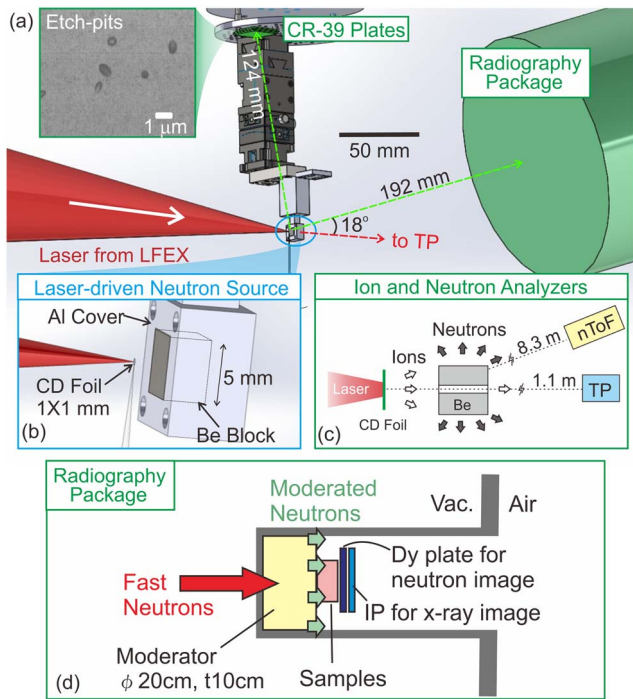 (a)
Etch-pits
1 μm
CR-39 Plates
124 mm
50 mm
Radiography
Package
192 mm
18°
to TP
Laser from LFEX
Laser-driven Neutron Source
Al Cover
CD Foil
1X1 mm
5 mm
Be Block
(b)
Ion and Neutron Analyzers
Neutrons
nToF
8.3 m
Ions
Laser
1.1 m
TP
Be
CD Foil
(c)
Radiography
Package
Moderated
Neutrons
Vac.
Air
Fast
Neutrons
Dy plate for
neutron image
IP for x-ray image
Moderator
ϕ 20cm, t10cm
Samples
(d)